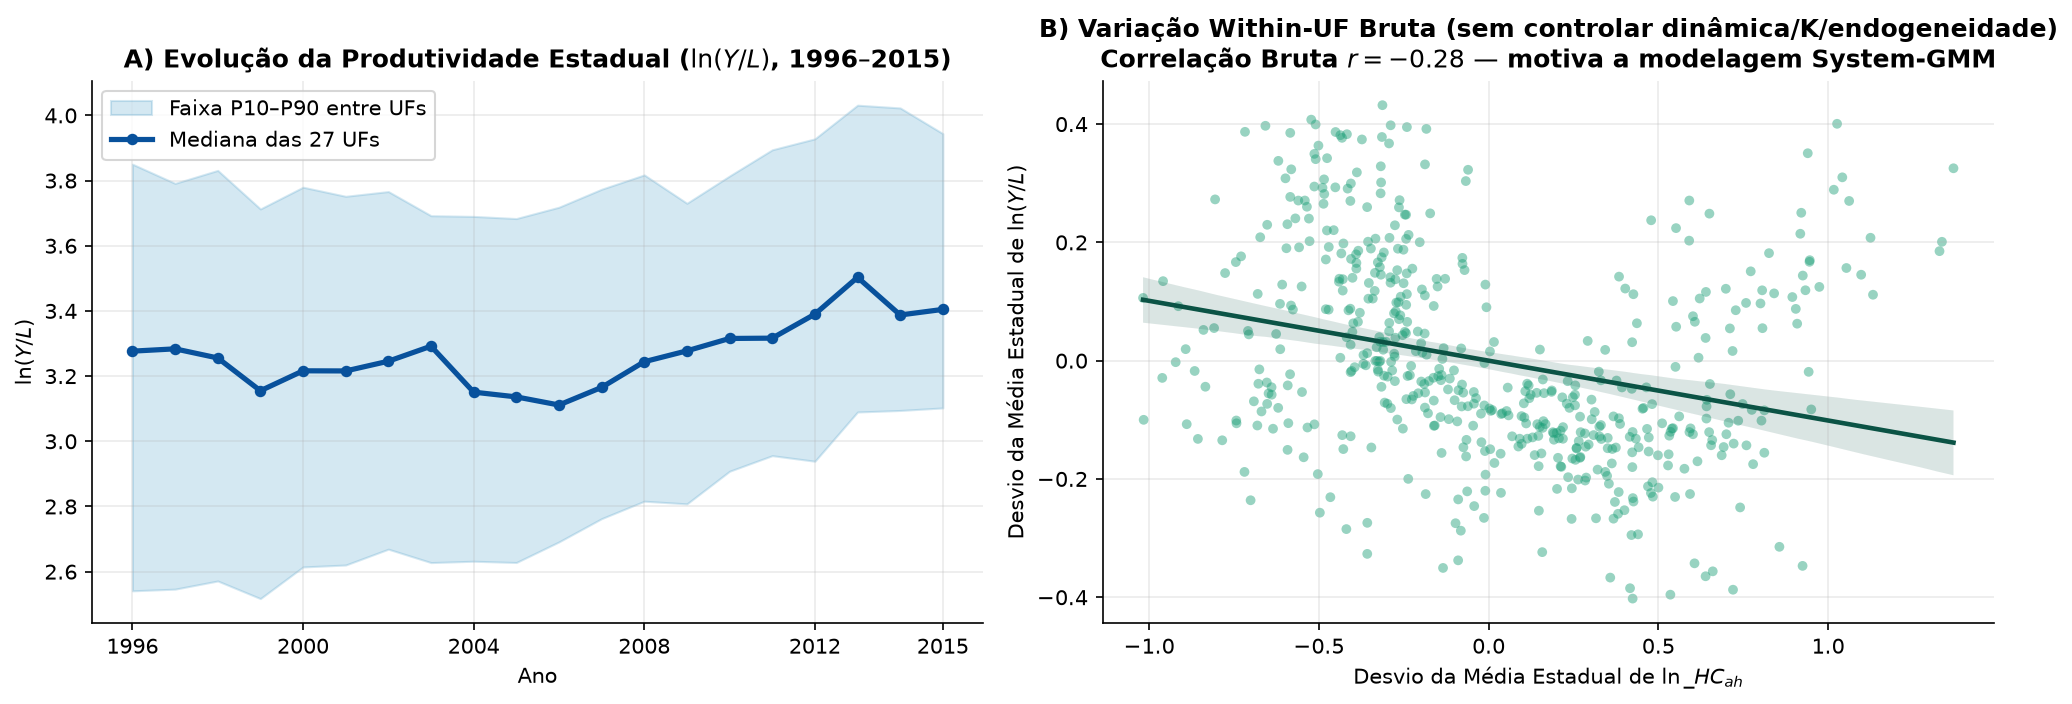 A) Evolução da Produtividade Estadual (ln(Y/L), 1996–2015)
Faixa P10–P90 entre UFs
Mediana das 27 UFs
ln(Y/L)
4.0
3.8
3.6
3.4
3.2
3.0
2.8
2.6
1996 2000 2004 2008 2012 2015
Ano
B) Variação Within-UF Bruta (sem controlar dinâmica/K/endogeneidade)
Correlação Bruta r = −0.28 — motiva a modelagem System-GMM
Desvio da Média Estadual de ln(Y/L)
0.4
0.2
0.0
−0.2
−0.4
−1.0 −0.5 0.0 0.5 1.0
Desvio da Média Estadual de ln_HC_ah